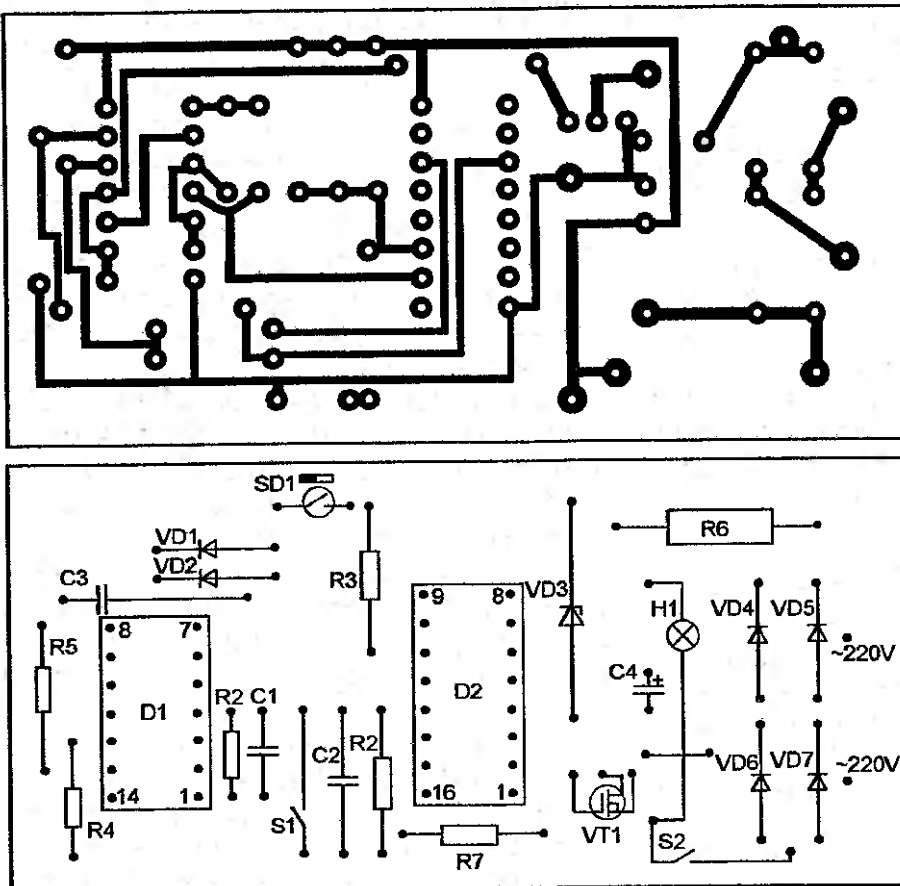 SD1
VD1
VD2
C3
R3
R6
9 8
VD3
H1
VD4 VD5
8 7
R5
~220V
C4
D1
R2 C1
D2
C2 R2
14 1
16 1
VD6 VD7
~220V
R4
S1
VT1
S2
R7